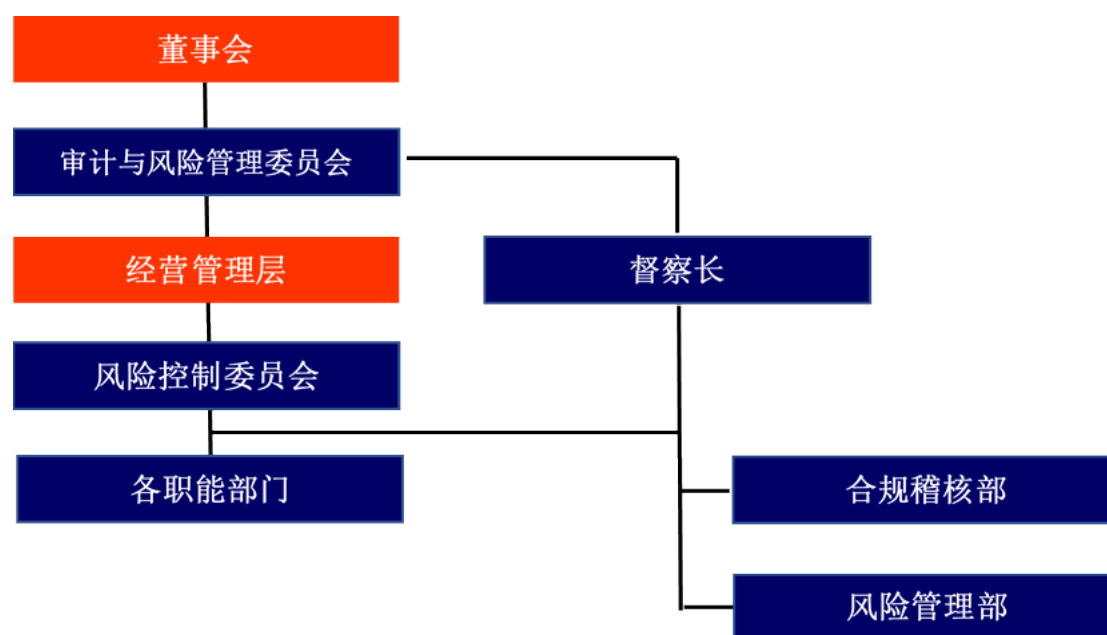 董事会
审计与风险管理委员会
经营管理层
督察长
风险控制委员会
各职能部门
合规稽核部
风险管理部